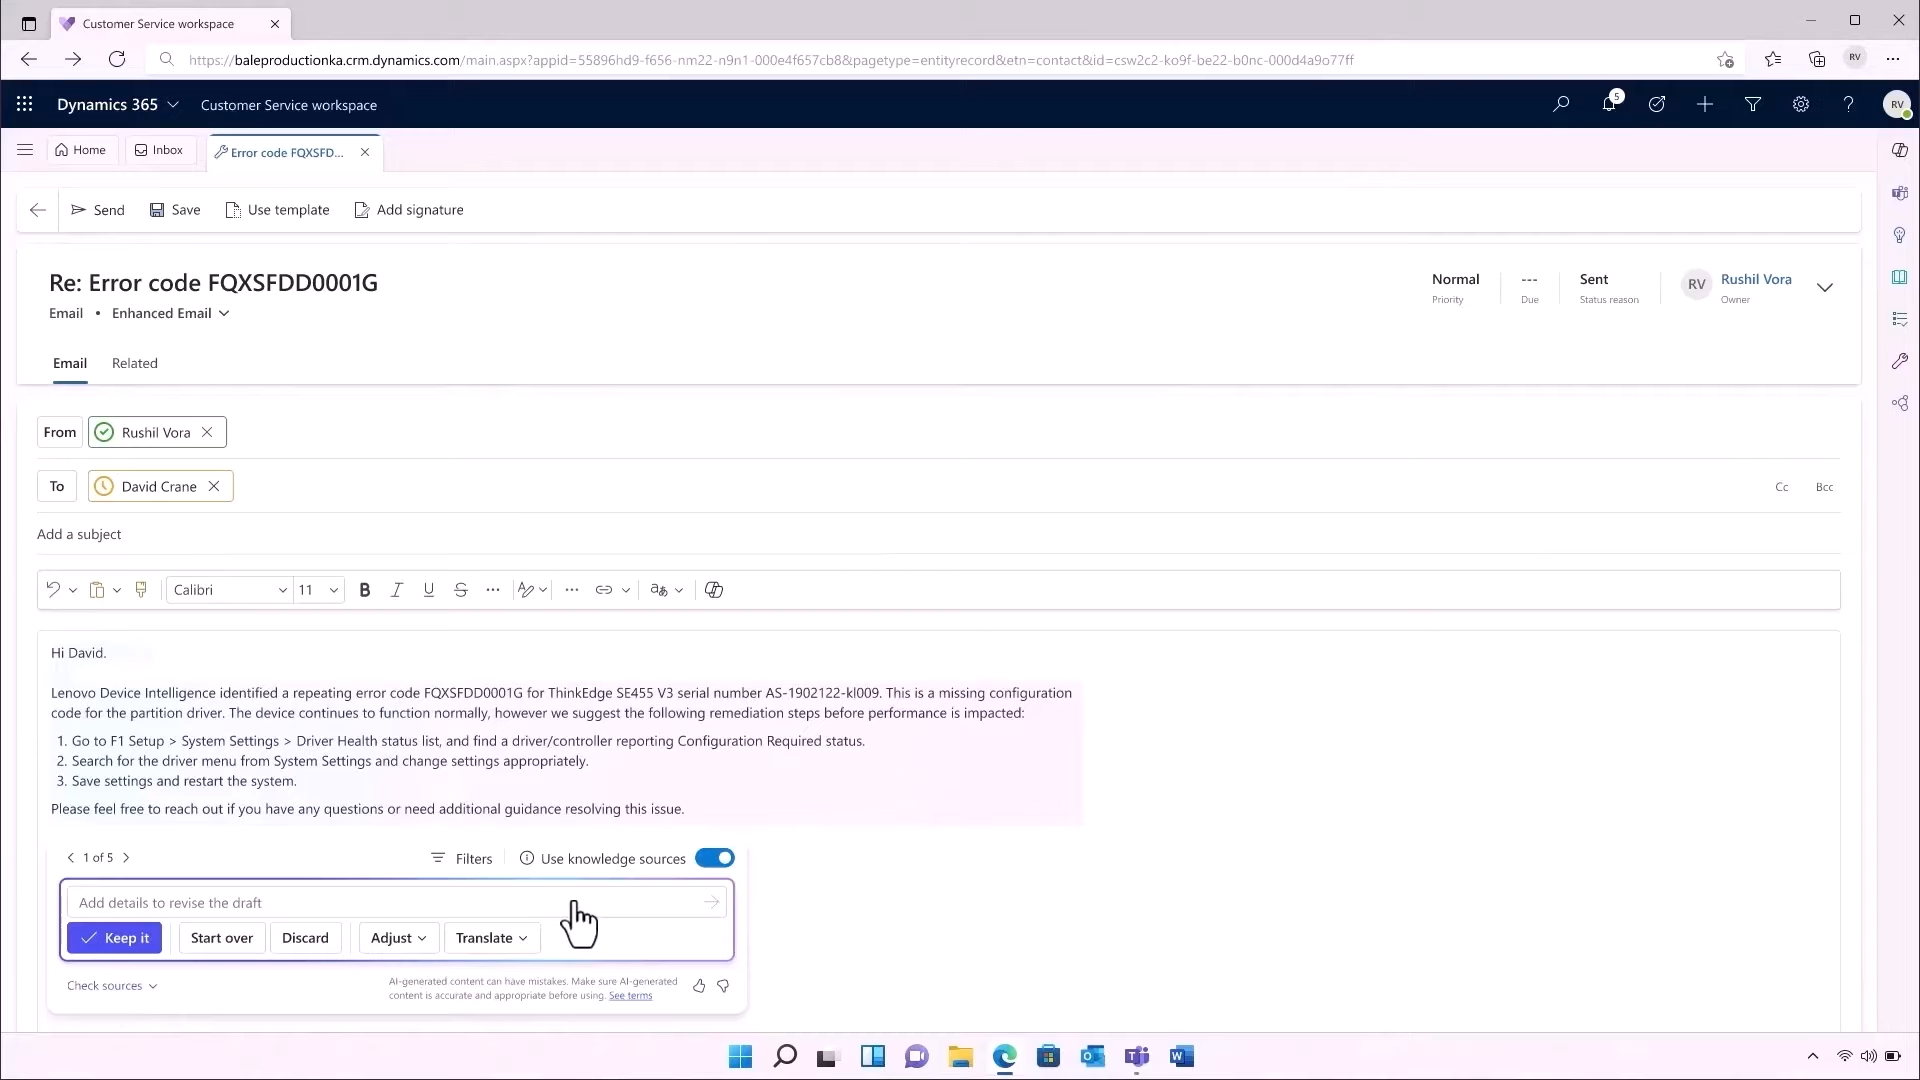 Customer Service workspace
https://baleproductionka.crm.dynamics.com/main.aspx?appid=55896hd9-f656-nm22-n9n1-000e4f657cb8&pagetype=entityrecord&etn=contact&id=csw2c2-ko9f-be22-b0nc-000d4a9o77ff
RV
Dynamics 365
Customer Service workspace
5
RV
Home
Inbox
Error code FQXSFD...
Send
Save
Use template
Add signature
Re: Error code FQXSFDD0001G
Email • Enhanced Email
Normal
Priority
---
Due
Sent
Status reason
RV
Rushil Vora
Owner
Email
Related
From
Rushil Vora
To
David Crane
Cc
Bcc
Add a subject
Calibri
11
B I U S
Hi David.
Lenovo Device Intelligence identified a repeating error code FQXSFDD0001G for ThinkEdge SE455 V3 serial number AS-1902122-kl009. This is a missing configuration
code for the partition driver. The device continues to function normally, however we suggest the following remediation steps before performance is impacted:
1. Go to F1 Setup > System Settings > Driver Health status list, and find a driver/controller reporting Configuration Required status.
2. Search for the driver menu from System Settings and change settings appropriately.
3. Save settings and restart the system.
Please feel free to reach out if you have any questions or need additional guidance resolving this issue.
1 of 5
Filters
Use knowledge sources
Add details to revise the draft
Keep it
Start over
Discard
Adjust
Translate
Check sources
AI-generated content can have mistakes. Make sure AI-generated
content is accurate and appropriate before using. See terms